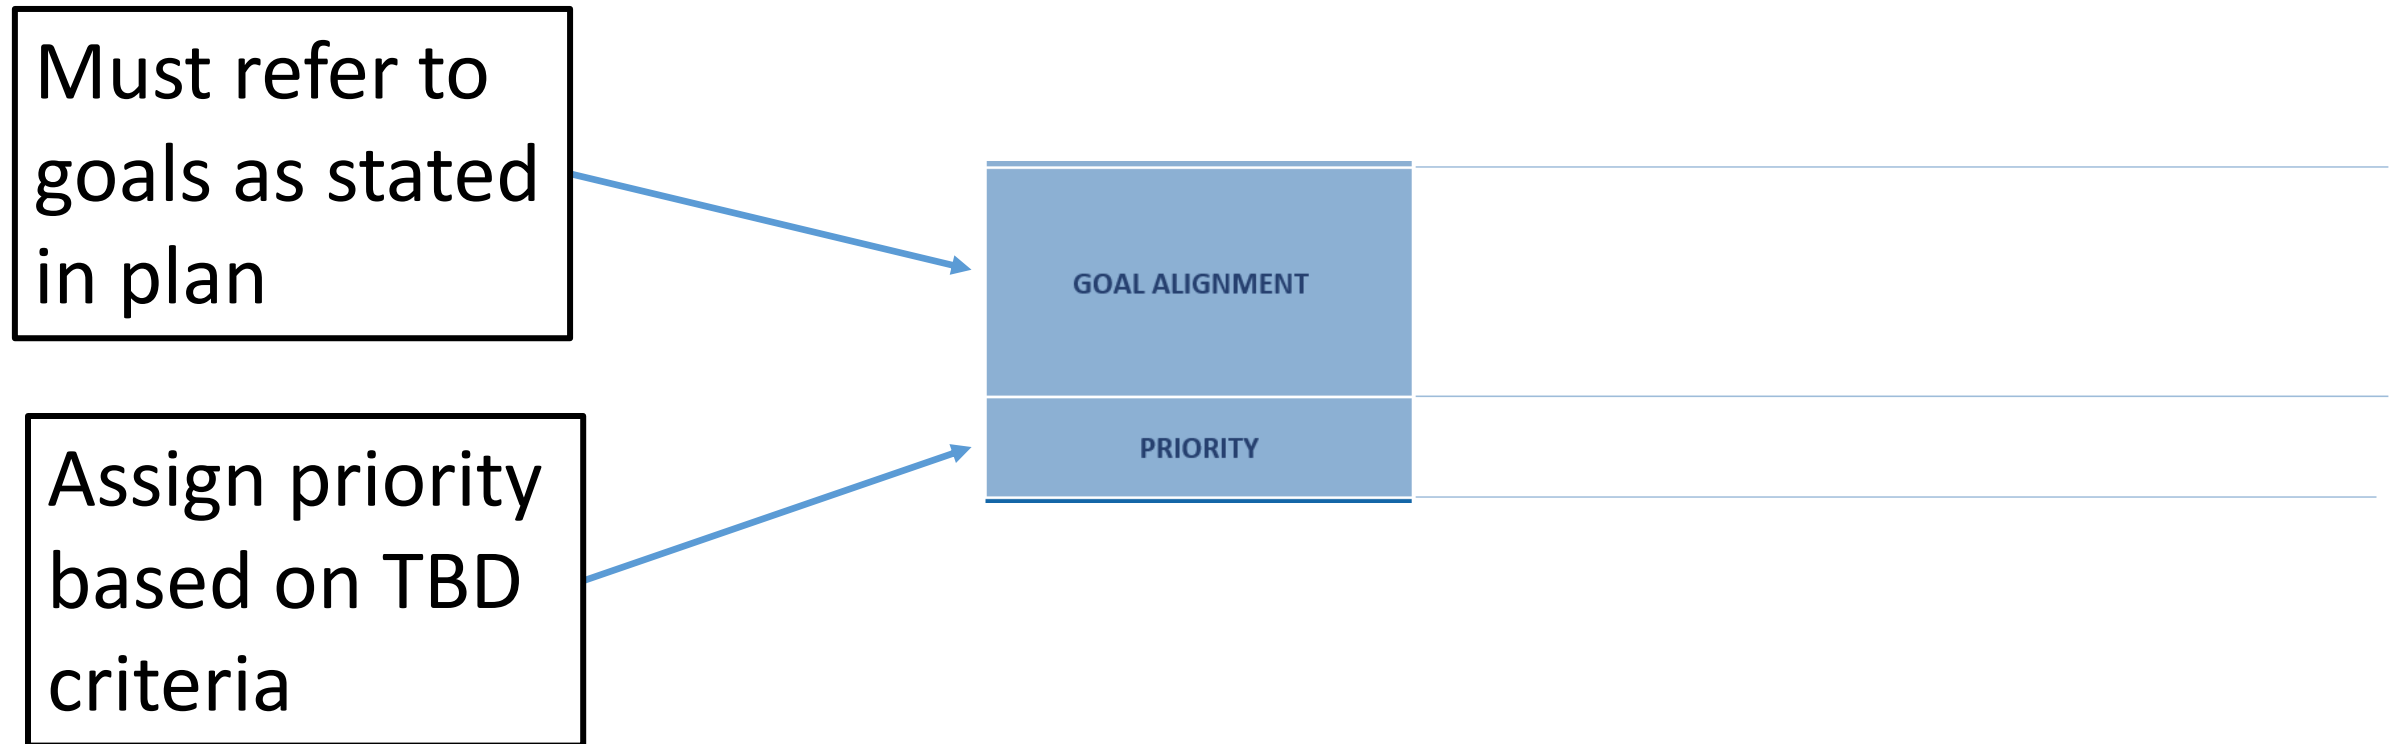 Must refer to
goals as stated
in plan
GOAL ALIGNMENT
Assign priority
based on TBD
criteria
PRIORITY